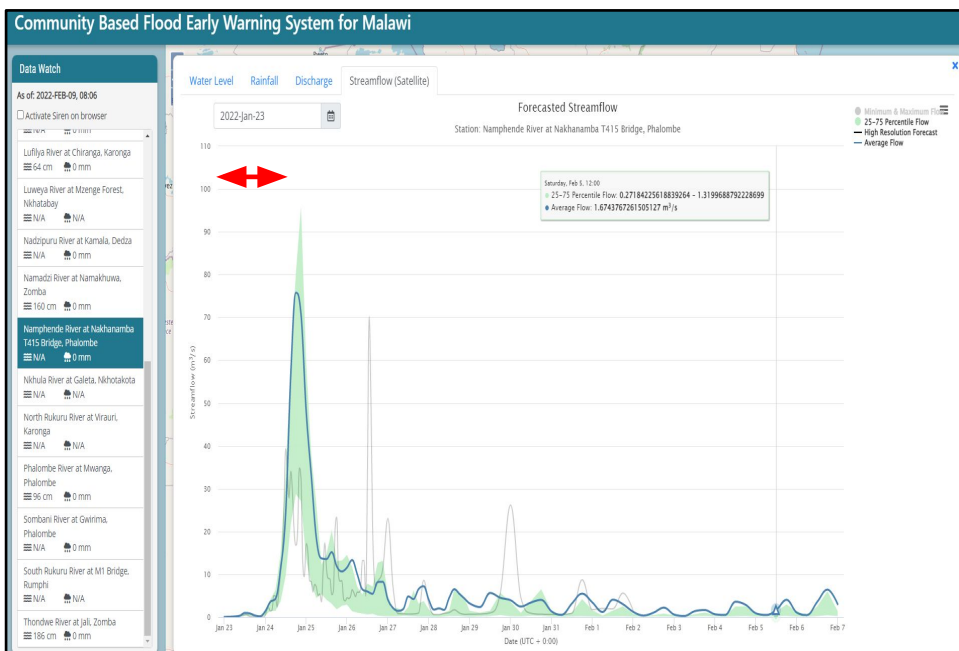 Community Based Flood Early Warning System for Malawi
Data Watch
As of: 2022-FEB-09, 08:06
Activate Siren on browser
N/A 0 mm
Lufilya River at Chiranga, Karonga
64 cm 0 mm
Luweya River at Mzenge Forest,
Nkhatabay
N/A N/A
Nadzipuru River at Kamala, Dedza
N/A 0 mm
Namadzi River at Namakhuwa,
Zomba
160 cm 0 mm
Namphende River at Nakhanamba
T415 Bridge, Phalombe
N/A 0 mm
Nkhula River at Galeta, Nkhotakota
N/A N/A
North Rukuru River at Virauri,
Karonga
N/A N/A
Phalombe River at Mwanga,
Phalombe
96 cm 0 mm
Sombani River at Gwirima,
Phalombe
N/A 0 mm
South Rukuru River at M1 Bridge,
Rumphi
N/A N/A
Thondwe River at Jali, Zomba
186 cm 0 mm
Water Level Rainfall Discharge Streamflow (Satellite)
x
2022-Jan-23
Forecasted Streamflow
Station: Namphende River at Nakhanamba T415 Bridge, Phalombe
Minimum & Maximum Flow
25-75 Percentile Flow
High Resolution Forecast
Average Flow
Saturday, Feb 5, 12:00
25-75 Percentile Flow: 0.27184225618839264 - 1.3199688792228699
Average Flow: 1.6743767261505127 m³/s
Streamflow (m³/s)
110
100
90
80
70
60
50
40
30
20
10
0
Jan 23 Jan 24 Jan 25 Jan 26 Jan 27 Jan 28 Jan 29 Jan 30 Jan 31 Feb 1 Feb 2 Feb 3 Feb 4 Feb 5 Feb 6 Feb 7
Date (UTC + 0:00)